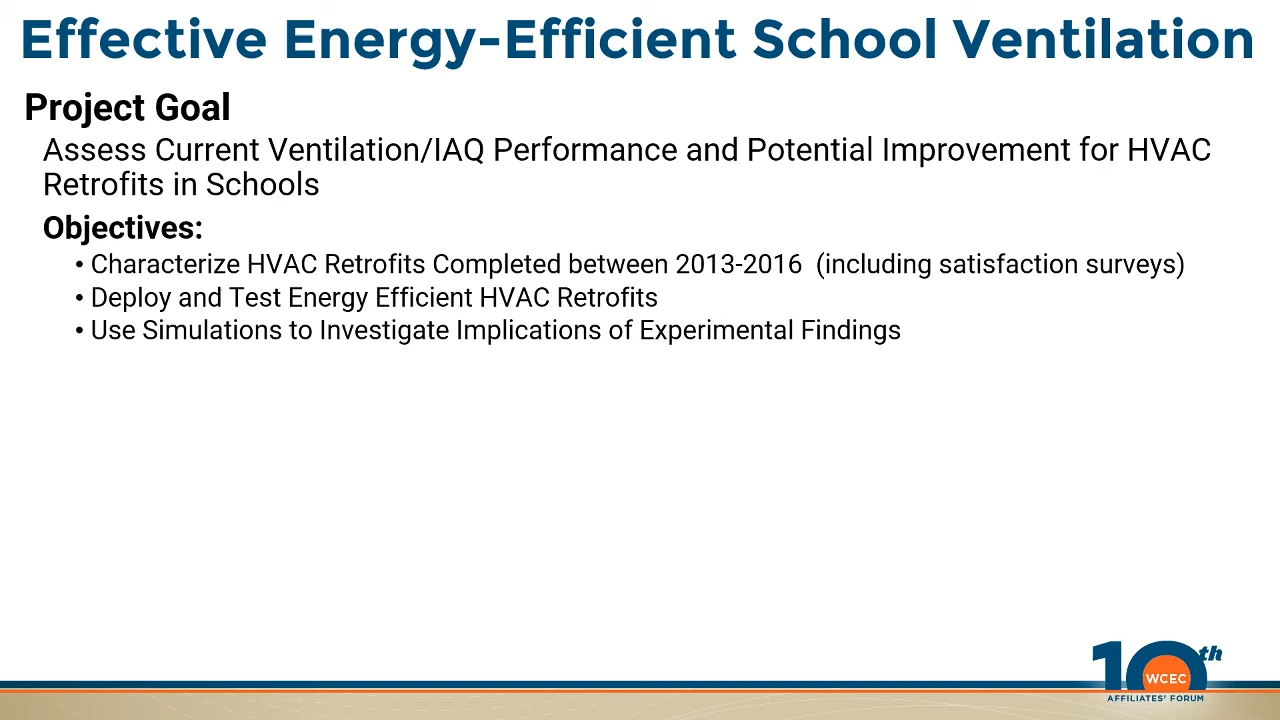 Effective Energy-Efficient School Ventilation
Project Goal
Assess Current Ventilation/IAQ Performance and Potential Improvement for HVAC
Retrofits in Schools
Objectives:
• Characterize HVAC Retrofits Completed between 2013-2016  (including satisfaction surveys)
• Deploy and Test Energy Efficient HVAC Retrofits
• Use Simulations to Investigate Implications of Experimental Findings
10th
WCEC
AFFILIATES' FORUM